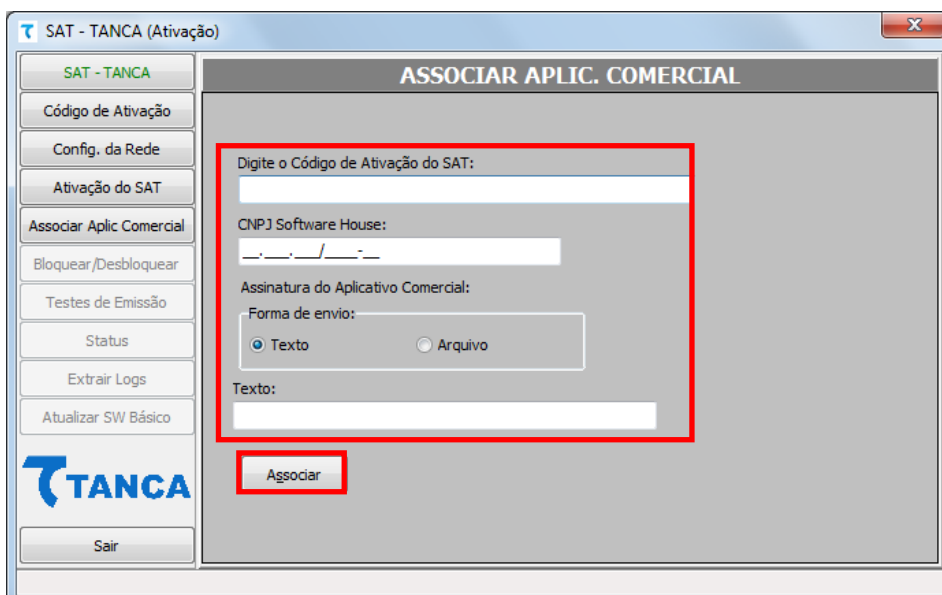 SAT - TANCA (Ativação)
SAT - TANCA
Código de Ativação
Config. da Rede
Ativação do SAT
Associar Aplic Comercial
Bloquear/Desbloquear
Testes de Emissão
Status
Extrair Logs
Atualizar SW Básico
TANCA
Sair
ASSOCIAR APLIC. COMERCIAL
Digite o Código de Ativação do SAT:
CNPJ Software House:
__.___.___/____-__
Assinatura do Aplicativo Comercial:
Forma de envio:
Texto Arquivo
Texto:
Associar